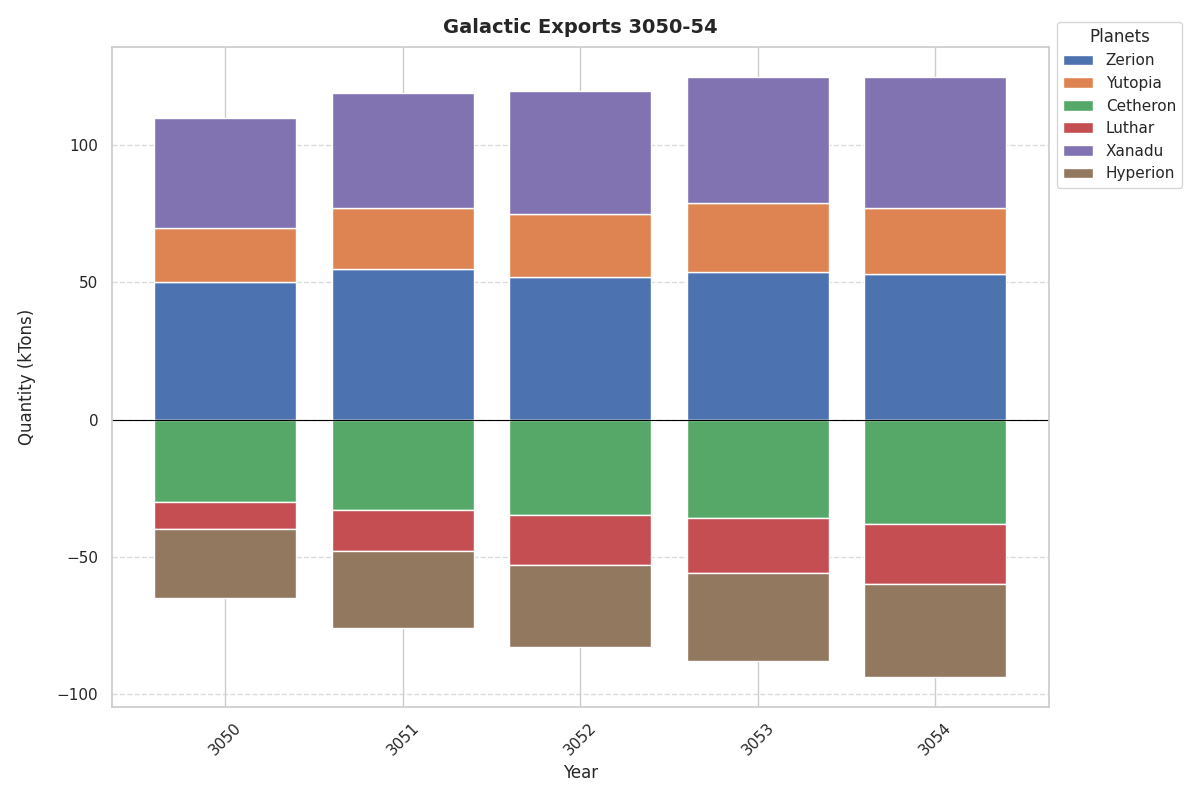 Galactic Exports 3050-54
Planets
Zerion
Yutopia
Cetheron
Luthar
Xanadu
Hyperion
Quantity (kTons)
100
50
0
−50
−100
3050
3051
3052
3053
3054
Year